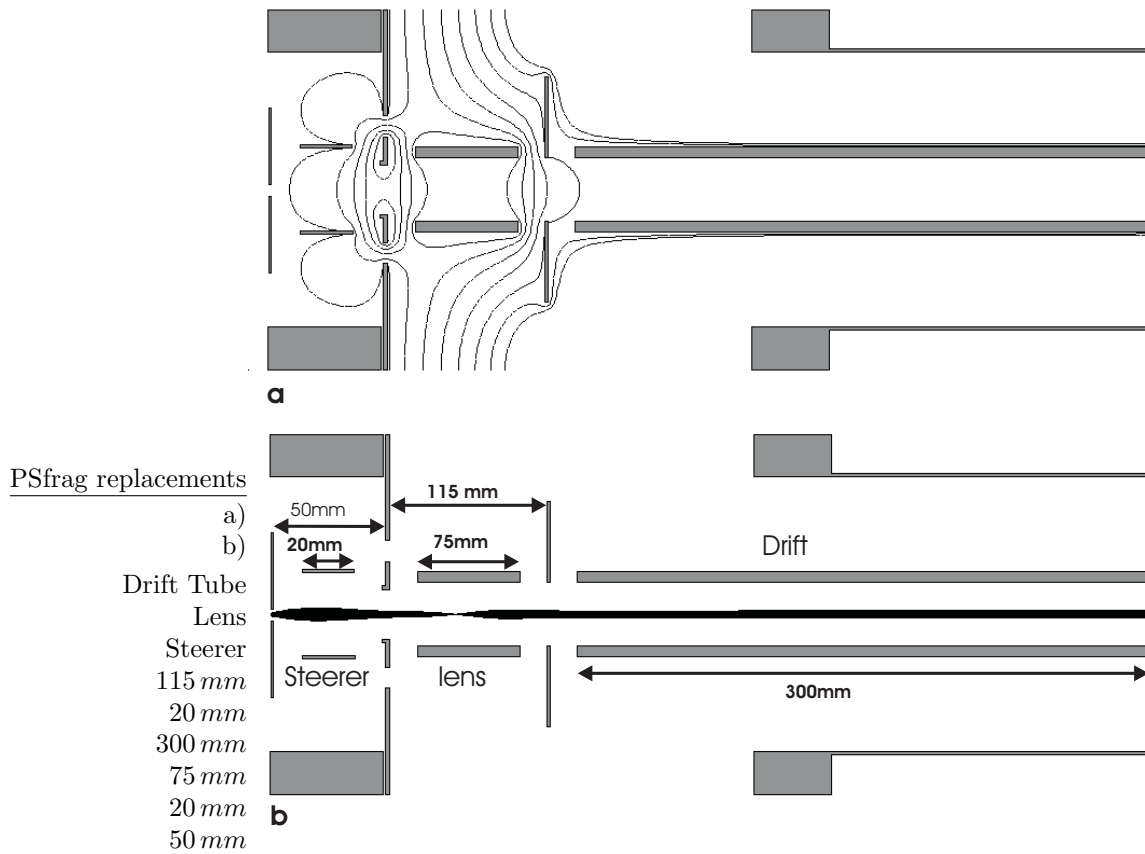 a
PSfrag replacements
a)
b)
Drift Tube
Lens
Steerer
115 mm
20 mm
300 mm
75 mm
20 mm
50 mm
115 mm
50mm
20mm
75mm
Drift
Steerer
lens
300mm
b